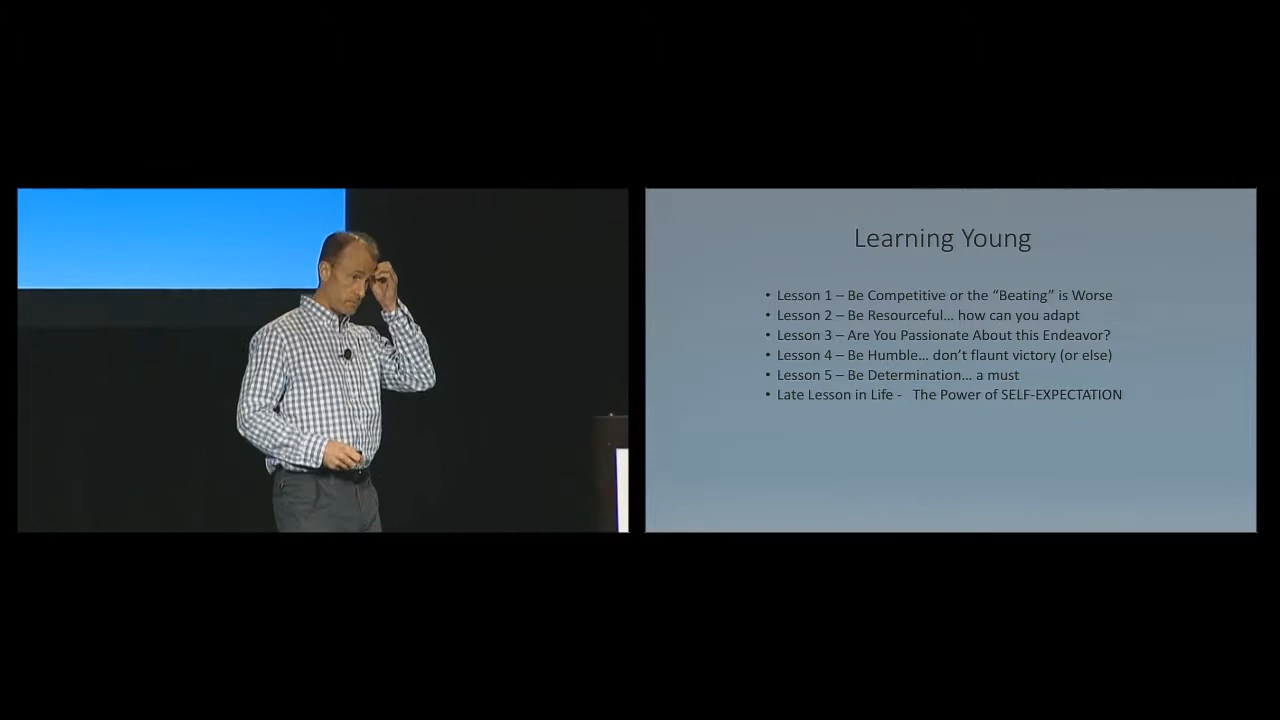 Learning Young
• Lesson 1 – Be Competitive or the “Beating” is Worse
• Lesson 2 – Be Resourceful… how can you adapt
• Lesson 3 – Are You Passionate About this Endeavor?
• Lesson 4 – Be Humble… don’t flaunt victory (or else)
• Lesson 5 – Be Determination… a must
• Late Lesson in Life - The Power of SELF-EXPECTATION